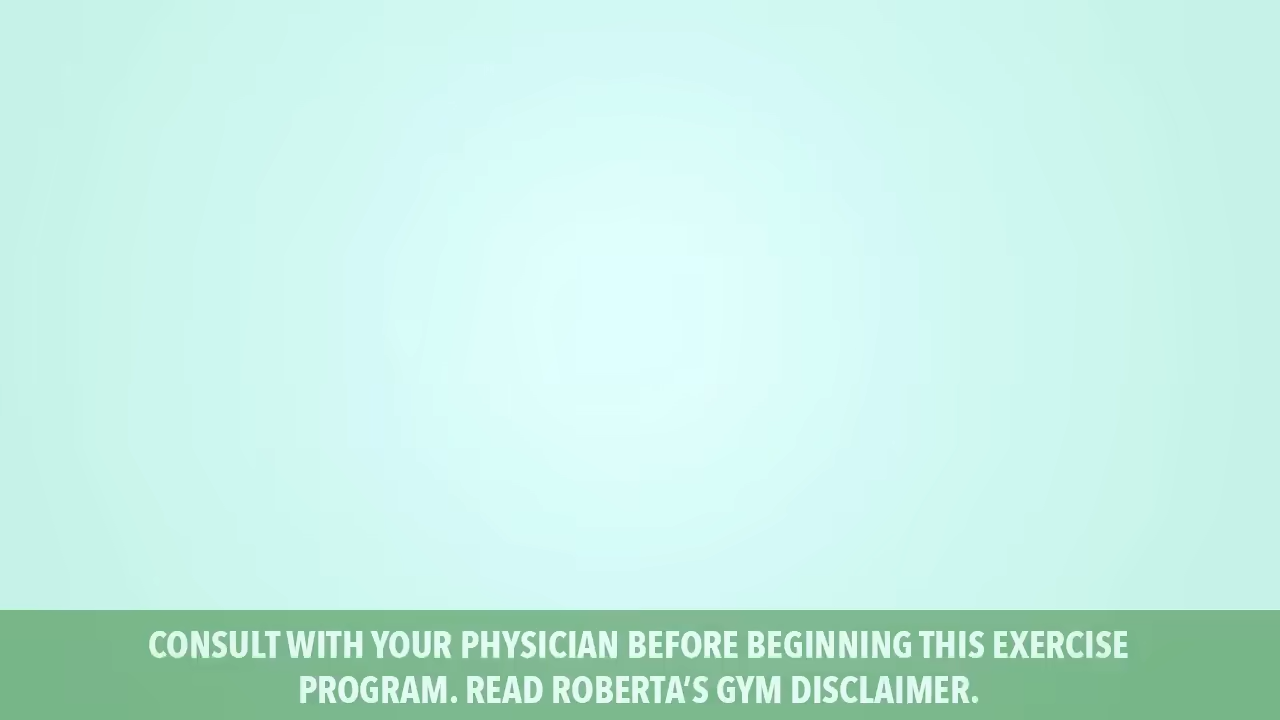 CONSULT WITH YOUR PHYSICIAN BEFORE BEGINNING THIS EXERCISE
PROGRAM. READ ROBERTA'S GYM DISCLAIMER.